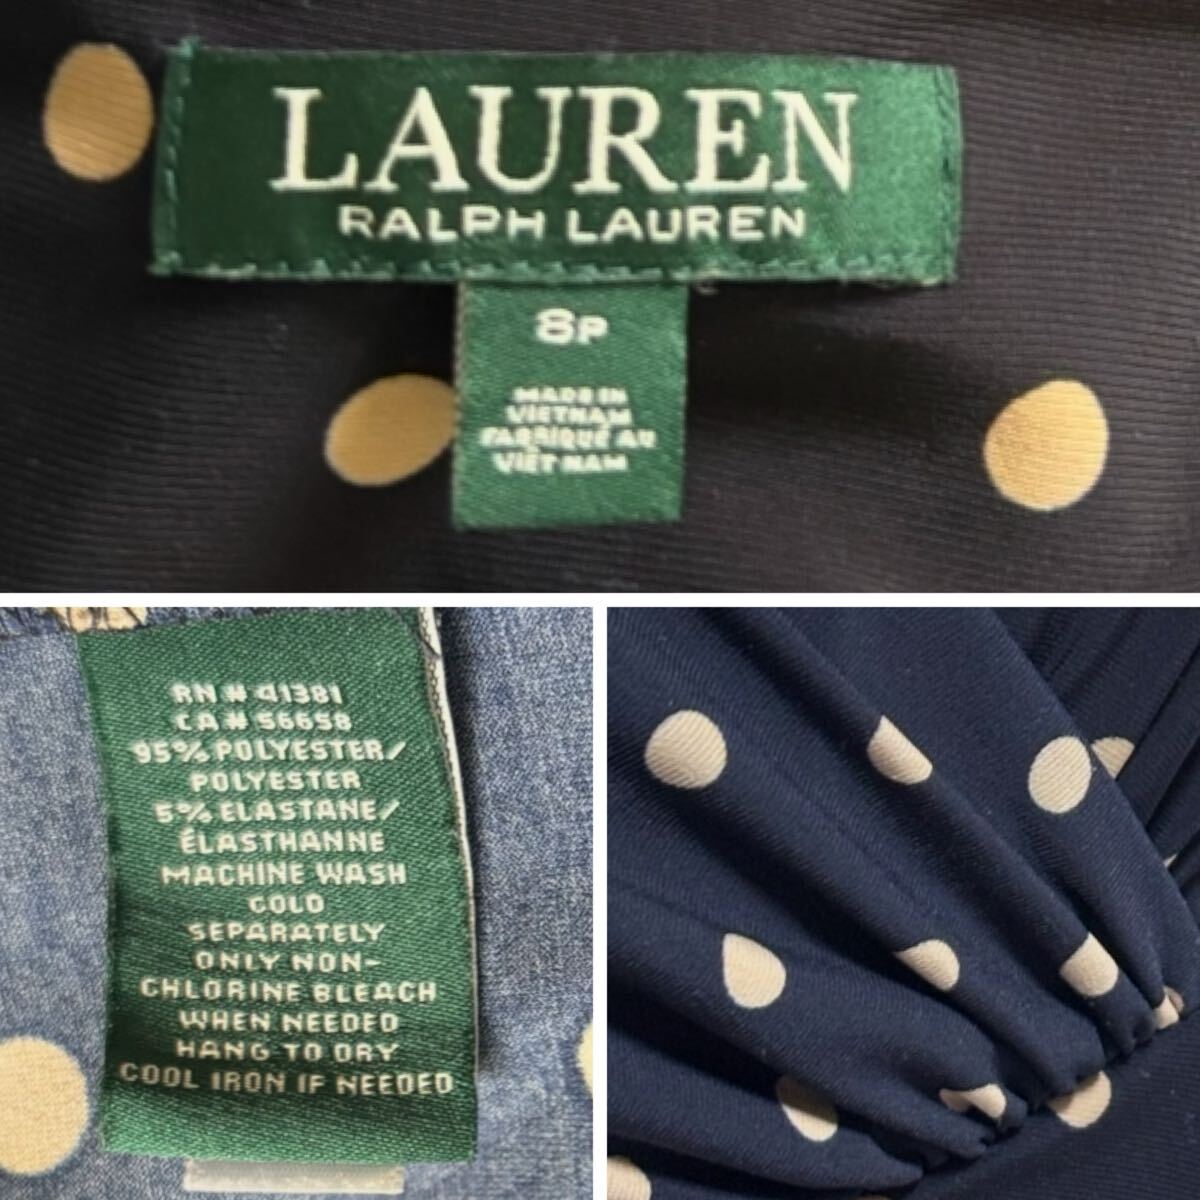 LAUREN
RALPH LAUREN
8P
MADE IN
VIETNAM
FABRIQUÉ AU
VIÊT NAM
RN # 41381
CA # 56658
95% POLYESTER/
POLYESTER
5% ELASTANE/
ÉLASTHANNE
MACHINE WASH
COLD
SEPARATELY
ONLY NON-
CHLORINE BLEACH
WHEN NEEDED
HANG TO DRY
COOL IRON IF NEEDED